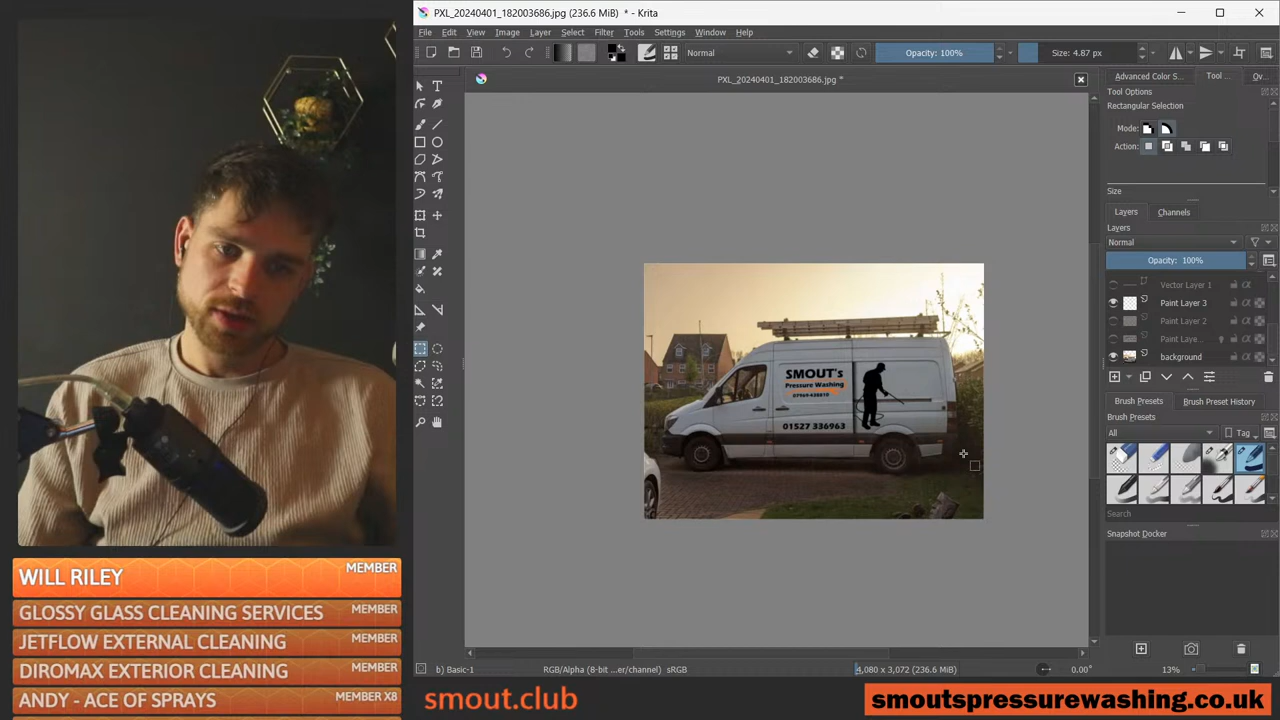 PXL_20240401_182003686.jpg (236.6 MiB) * - Krita
File Edit View Image Layer Select Filter Tools Settings Window Help
Normal
Opacity: 100%
Size: 4.87 px
PXL_20240401_182003686.jpg *
Advanced Color S... Tool ... Ov...
Tool Options
Rectangular Selection
Mode:
Action:
Size
Layers Channels
Layers
Normal
Opacity: 100%
Vector Layer 1
Paint Layer 3
Paint Layer 2
Paint Laye...
background
Brush Presets Brush Preset History
Brush Presets
All
Tag
Search
Snapshot Docker
SMOUT's
Pressure Washing
01527 336963
b) Basic-1
RGB/Alpha (8-bit ...er/channel) sRGB
4,080 x 3,072 (236.6 MiB)
0.00°
13%
WILL RILEY MEMBER
GLOSSY GLASS CLEANING SERVICES MEMBER
JETFLOW EXTERNAL CLEANING MEMBER
DIROMAX EXTERIOR CLEANING MEMBER
ANDY - ACE OF SPRAYS MEMBER X8
smout.club
smoutspressurewashing.co.uk